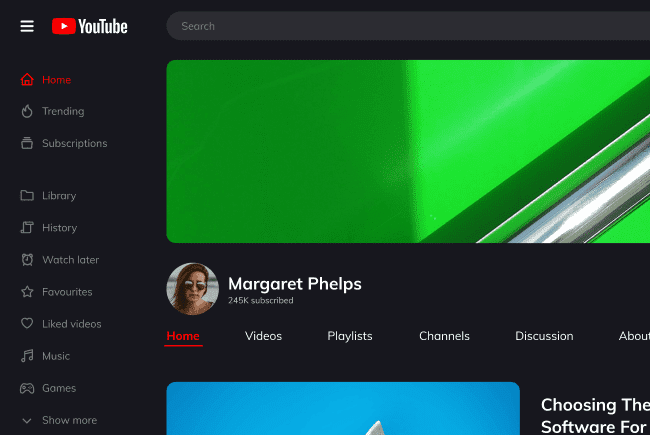 YouTube
Search
Home
Trending
Subscriptions
Library
History
Watch later
Favourites
Liked videos
Music
Games
Show more
Margaret Phelps
245K subscribed
Home Videos Playlists Channels Discussion About
Choosing The
Software For